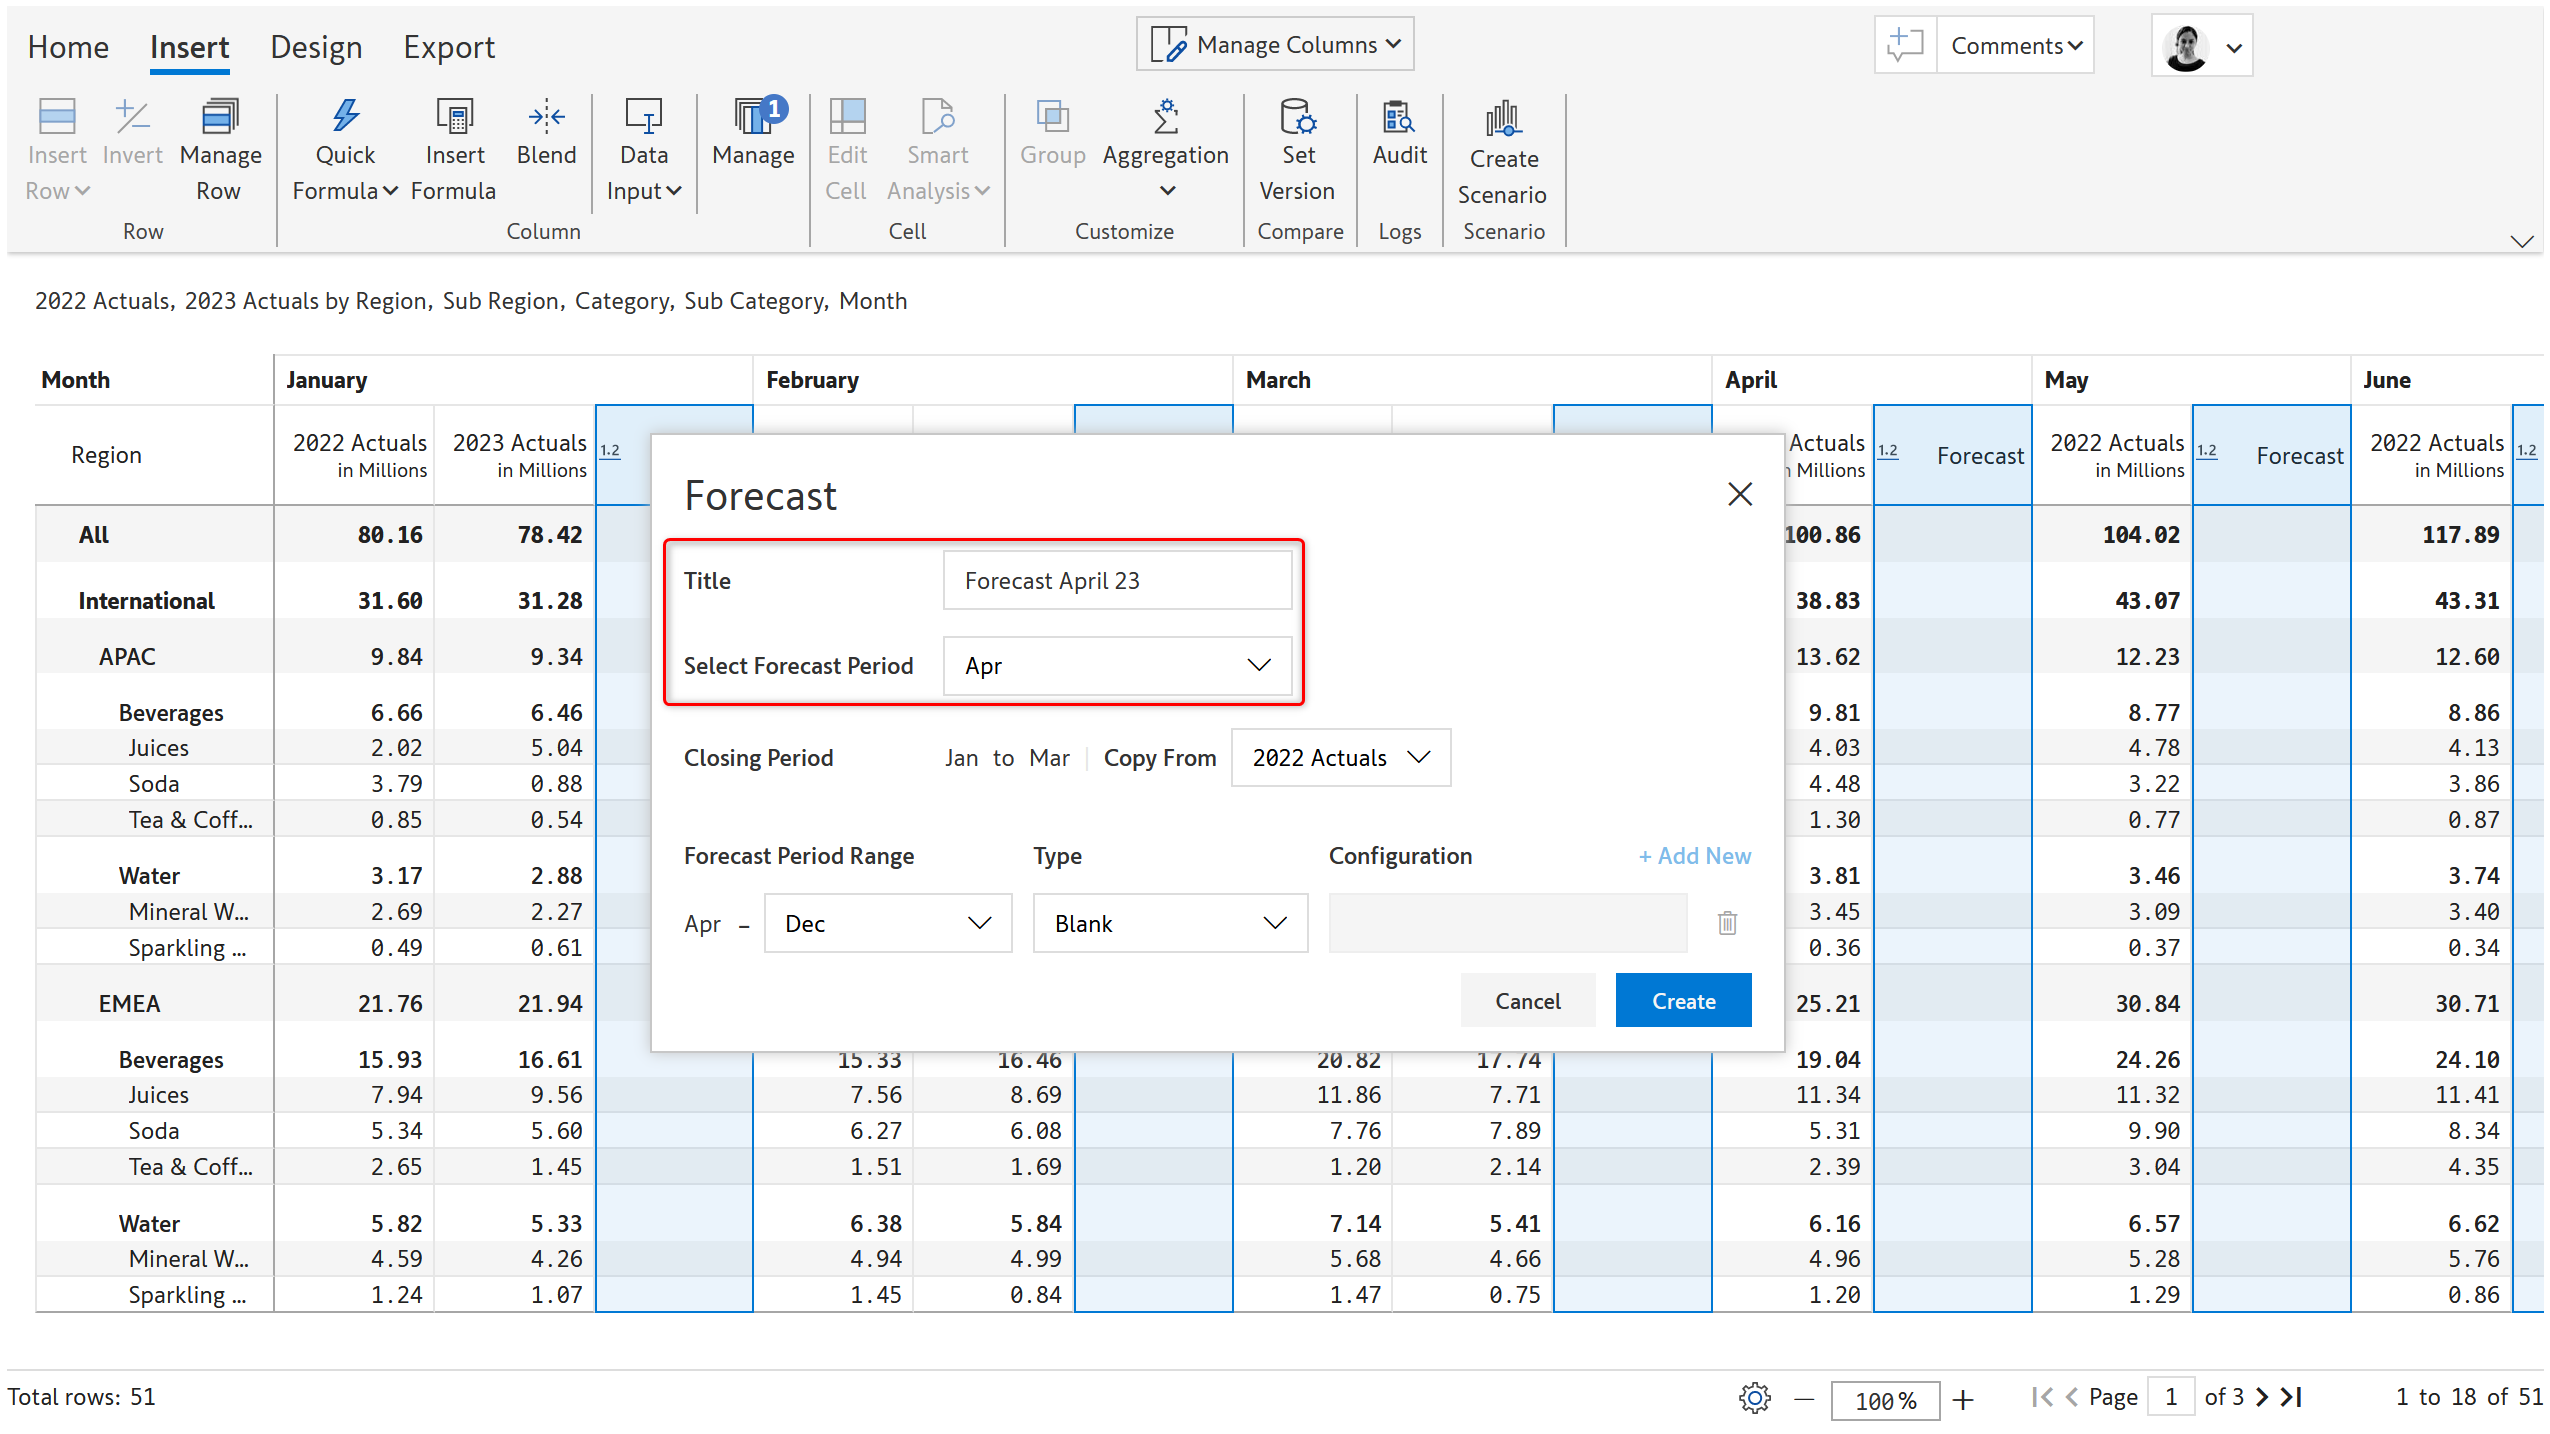 Home Insert Design Export Manage Columns Comments
Insert Row Invert Manage Row Quick Formula Insert Formula Blend Data Input Manage 1 Edit Cell Smart Analysis Group Aggregation Set Version Audit Create Scenario
Row Column Cell Customize Compare Logs Scenario
2022 Actuals, 2023 Actuals by Region, Sub Region, Category, Sub Category, Month
Month January February March April May June
Region 2022 Actuals in Millions 2023 Actuals in Millions 1.2 Actuals Millions 1.2 Forecast 2022 Actuals in Millions 1.2 Forecast 2022 Actuals in Millions 1.2
All 80.16 78.42 100.86 104.02 117.89
International 31.60 31.28 38.83 43.07 43.31
APAC 9.84 9.34 13.62 12.23 12.60
Beverages 6.66 6.46 9.81 8.77 8.86
Juices 2.02 5.04 4.03 4.78 4.13
Soda 3.79 0.88 4.48 3.22 3.86
Tea & Coff... 0.85 0.54 1.30 0.77 0.87
Water 3.17 2.88 3.81 3.46 3.74
Mineral W... 2.69 2.27 3.45 3.09 3.40
Sparkling ... 0.49 0.61 0.36 0.37 0.34
EMEA 21.76 21.94 25.21 30.84 30.71
Beverages 15.93 16.61 15.33 16.46 20.82 17.74 19.04 24.26 24.10
Juices 7.94 9.56 7.56 8.69 11.86 7.71 11.34 11.32 11.41
Soda 5.34 5.60 6.27 6.08 7.76 7.89 5.31 9.90 8.34
Tea & Coff... 2.65 1.45 1.51 1.69 1.20 2.14 2.39 3.04 4.35
Water 5.82 5.33 6.38 5.84 7.14 5.41 6.16 6.57 6.62
Mineral W... 4.59 4.26 4.94 4.99 5.68 4.66 4.96 5.28 5.76
Sparkling ... 1.24 1.07 1.45 0.84 1.47 0.75 1.20 1.29 0.86
Forecast
Title Forecast April 23
Select Forecast Period Apr
Closing Period Jan to Mar Copy From 2022 Actuals
Forecast Period Range Type Configuration + Add New
Apr – Dec Blank
Cancel Create
Total rows: 51 100% Page 1 of 3 1 to 18 of 51